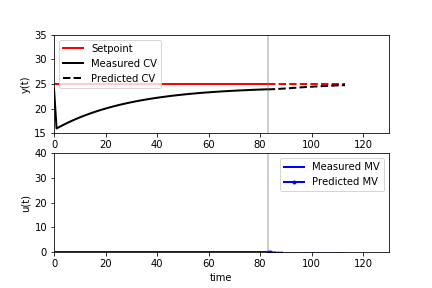 35
30
25
20
15
y(t)
Setpoint
Measured CV
Predicted CV
0 20 40 60 80 100 120
40
30
20
10
0
u(t)
Measured MV
Predicted MV
0 20 40 60 80 100 120
time